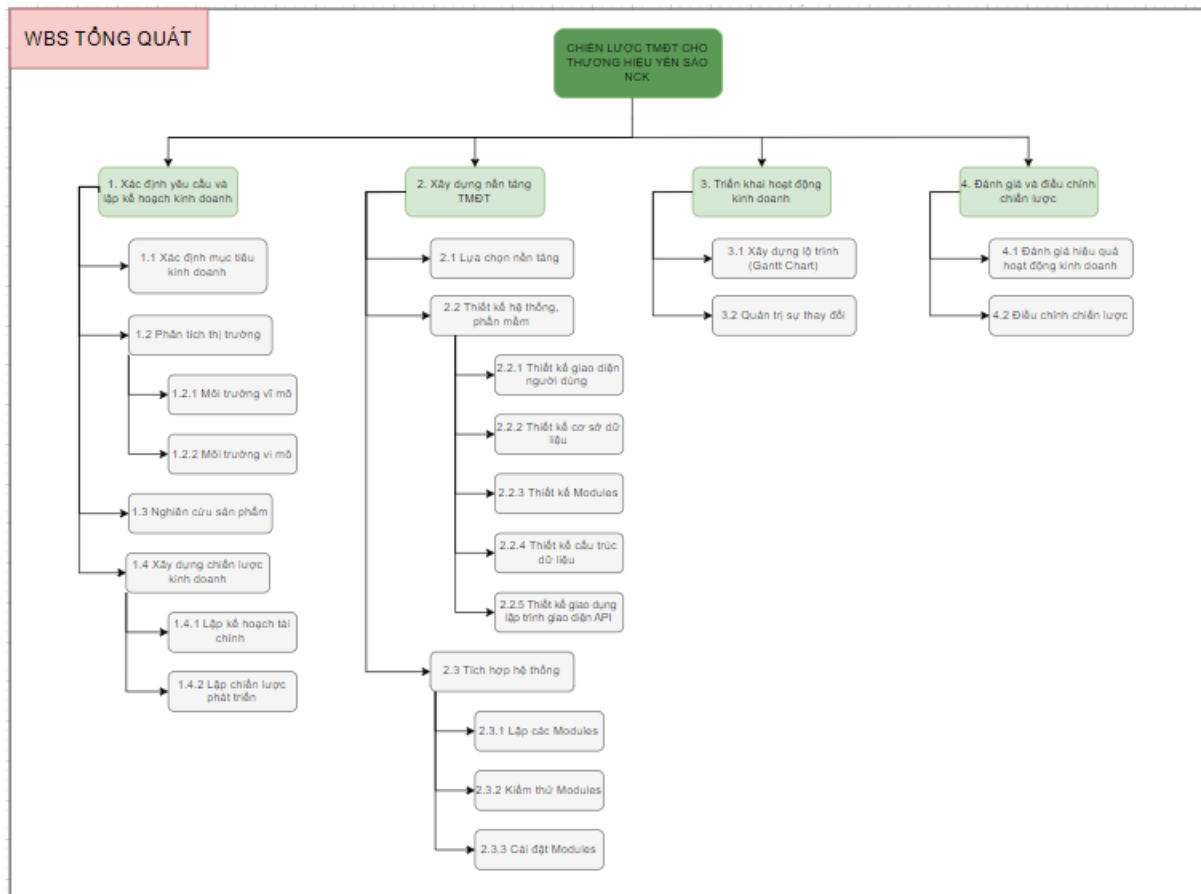 WBS TỔNG QUÁT
CHIẾN LƯỢC TMĐT CHO
THƯƠNG HIỆU YẾN SÀO
NCK
1. Xác định yêu cầu và
lập kế hoạch kinh doanh
1.1 Xác định mục tiêu
kinh doanh
1.2 Phân tích thị trường
1.2.1 Môi trường vĩ mô
1.2.2 Môi trường vi mô
1.3 Nghiên cứu sản phẩm
1.4 Xây dựng chiến lược
kinh doanh
1.4.1 Lập kế hoạch tài
chính
1.4.2 Lập chiến lược
phát triển
2. Xây dựng nền tảng
TMĐT
2.1 Lựa chọn nền tảng
2.2 Thiết kế hệ thống,
phần mềm
2.2.1 Thiết kế giao diện
người dùng
2.2.2 Thiết kế cơ sở dữ
liệu
2.2.3 Thiết kế Modules
2.2.4 Thiết kế cấu trúc
dữ liệu
2.2.5 Thiết kế giao dụng
lập trình giao diện API
2.3 Tích hợp hệ thống
2.3.1 Lập các Modules
2.3.2 Kiểm thử Modules
2.3.3 Cài đặt Modules
3. Triển khai hoạt động
kinh doanh
3.1 Xây dựng lộ trình
(Gantt Chart)
3.2 Quản trị sự thay đổi
4. Đánh giá và điều chỉnh
chiến lược
4.1 Đánh giá hiệu quả
hoạt động kinh doanh
4.2 Điều chỉnh chiến lược